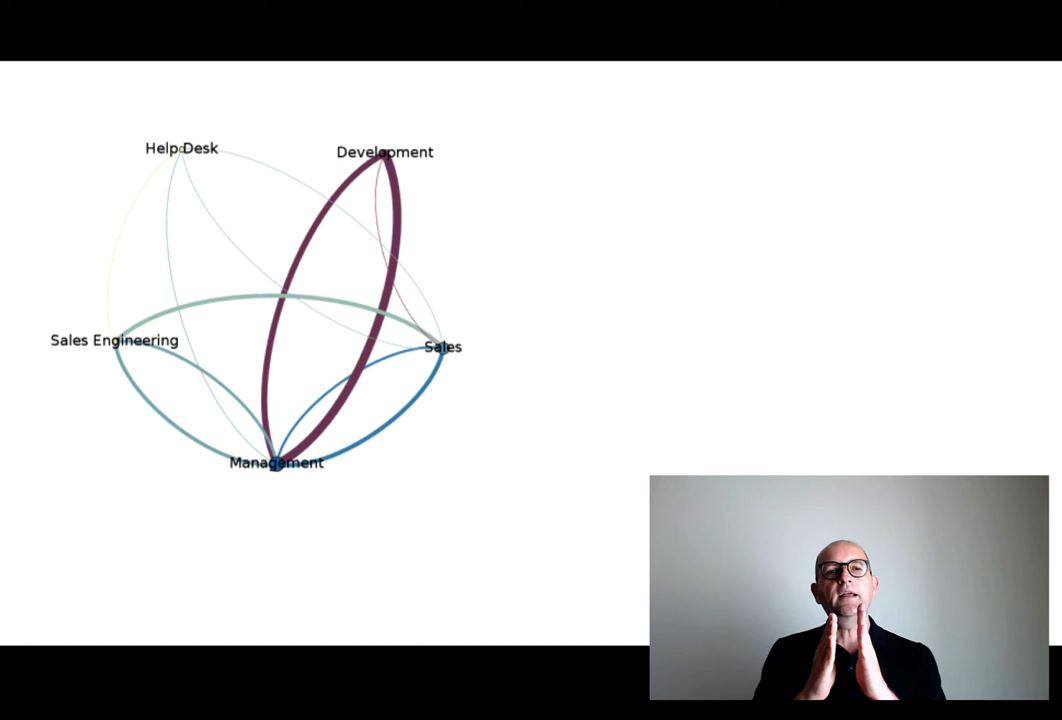 Help Desk
Development
Sales Engineering
Sales
Management